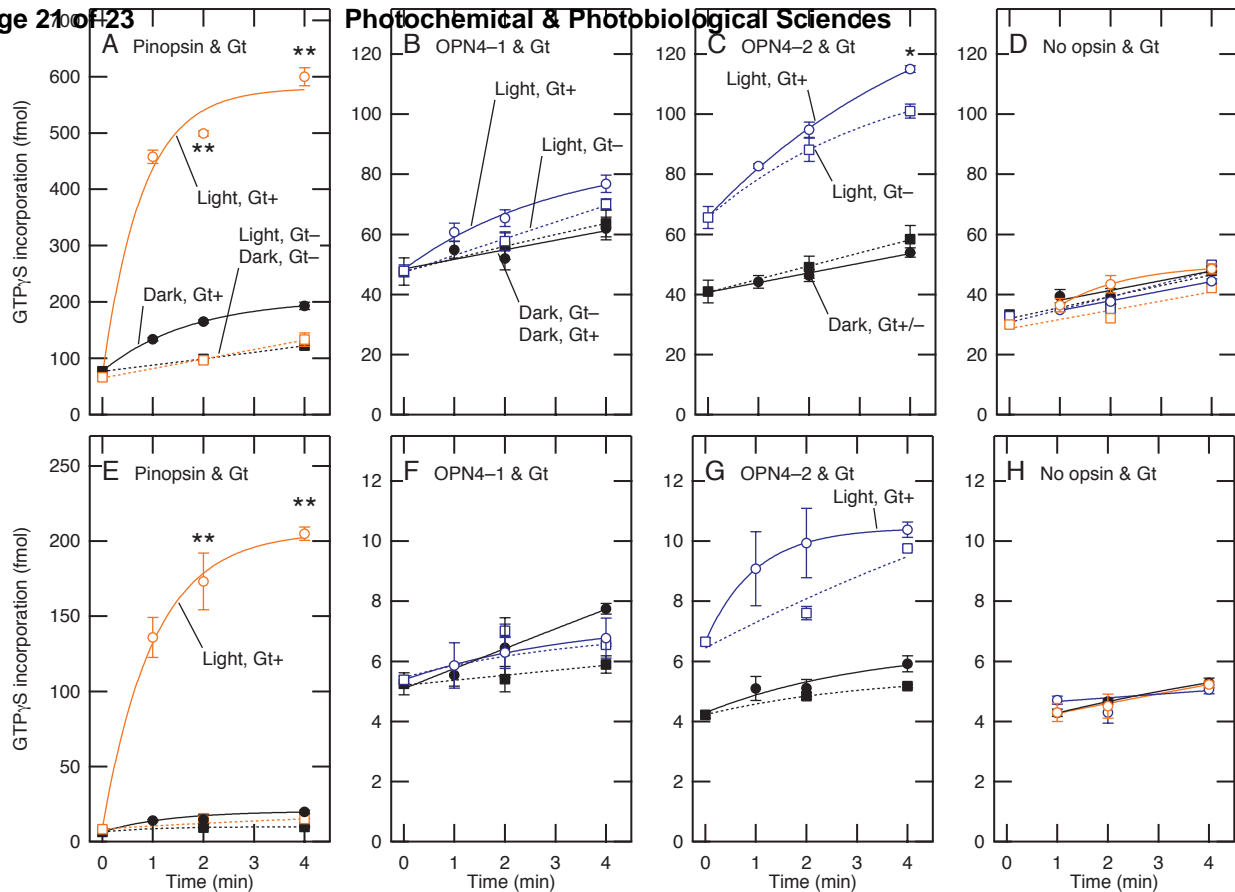 ge 21 of 23
Photochemical & Photobiological Sciences
A Pinopsin & Gt
GTPγS incorporation (fmol)
700
600
500
400
300
200
100
0
**
**
Light, Gt+
Light, Gt–
Dark, Gt–
Dark, Gt+
B OPN4–1 & Gt
120
100
80
60
40
20
0
Light, Gt+
Light, Gt–
Dark, Gt–
Dark, Gt+
C OPN4–2 & Gt
120
100
80
60
40
20
0
*
Light, Gt+
Light, Gt–
Dark, Gt+/–
D No opsin & Gt
120
100
80
60
40
20
0
E Pinopsin & Gt
GTPγS incorporation (fmol)
250
200
150
100
50
0
**
**
Light, Gt+
0 1 2 3 4
Time (min)
F OPN4–1 & Gt
12
10
8
6
4
2
0
0 1 2 3 4
Time (min)
G OPN4–2 & Gt
12
10
8
6
4
2
0
Light, Gt+
0 1 2 3 4
Time (min)
H No opsin & Gt
12
10
8
6
4
2
0
0 1 2 3 4
Time (min)